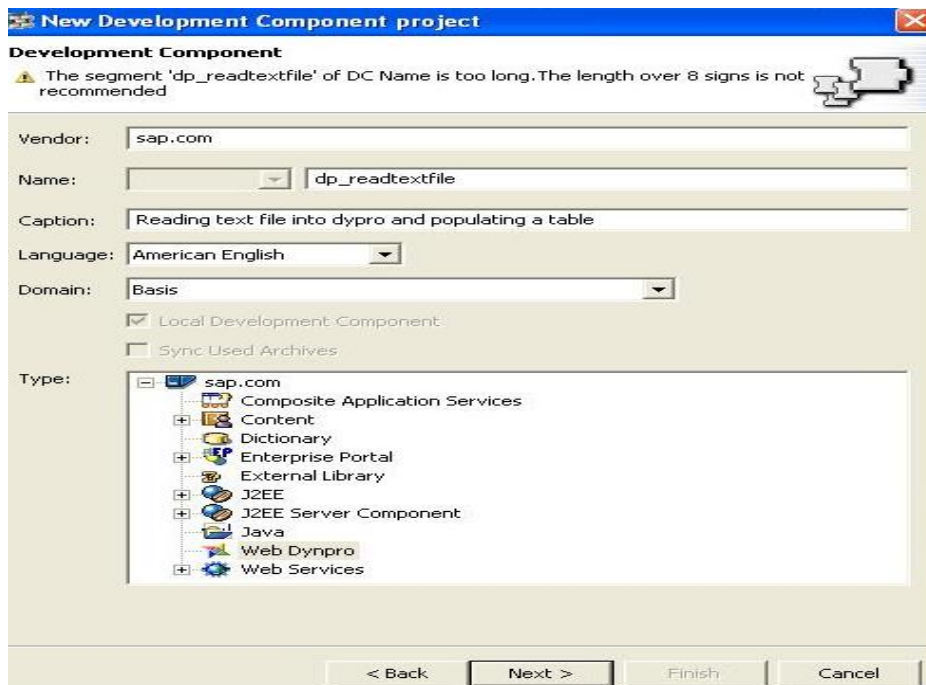 New Development Component project
Development Component
The segment 'dp_readtextfile' of DC Name is too long.The length over 8 signs is not
recommended
Vendor: sap.com
Name: dp_readtextfile
Caption: Reading text file into dypro and populating a table
Language: American English
Domain: Basis
Local Development Component
Sync Used Archives
Type: sap.com
Composite Application Services
Content
Dictionary
Enterprise Portal
External Library
J2EE
J2EE Server Component
Java
Web Dynpro
Web Services
< Back Next > Finish Cancel